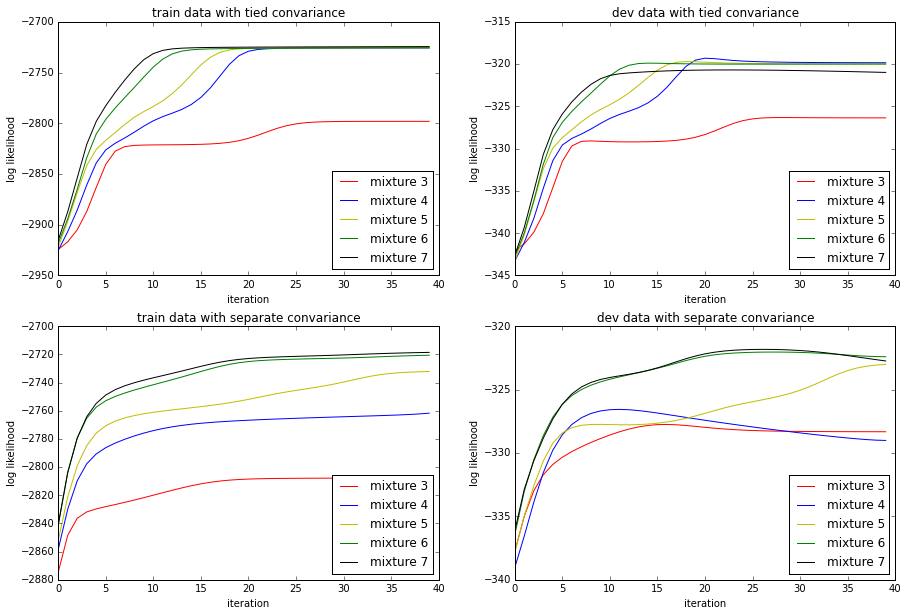 train data with tied convariance
−2700
−2750
−2800
−2850
−2900
−2950
log likelihood
0 5 10 15 20 25 30 35 40
iteration
mixture 3
mixture 4
mixture 5
mixture 6
mixture 7
dev data with tied convariance
−315
−320
−325
−330
−335
−340
−345
log likelihood
0 5 10 15 20 25 30 35 40
iteration
mixture 3
mixture 4
mixture 5
mixture 6
mixture 7
train data with separate convariance
−2700
−2720
−2740
−2760
−2780
−2800
−2820
−2840
−2860
−2880
log likelihood
0 5 10 15 20 25 30 35 40
iteration
mixture 3
mixture 4
mixture 5
mixture 6
mixture 7
dev data with separate convariance
−320
−325
−330
−335
−340
log likelihood
0 5 10 15 20 25 30 35 40
iteration
mixture 3
mixture 4
mixture 5
mixture 6
mixture 7